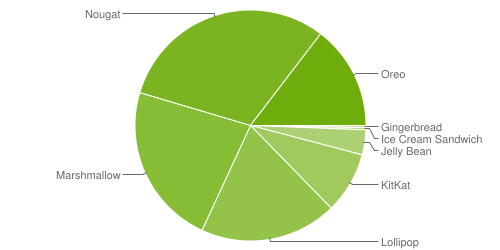 Nougat
Oreo
Gingerbread
Ice Cream Sandwich
Jelly Bean
Marshmallow
KitKat
Lollipop